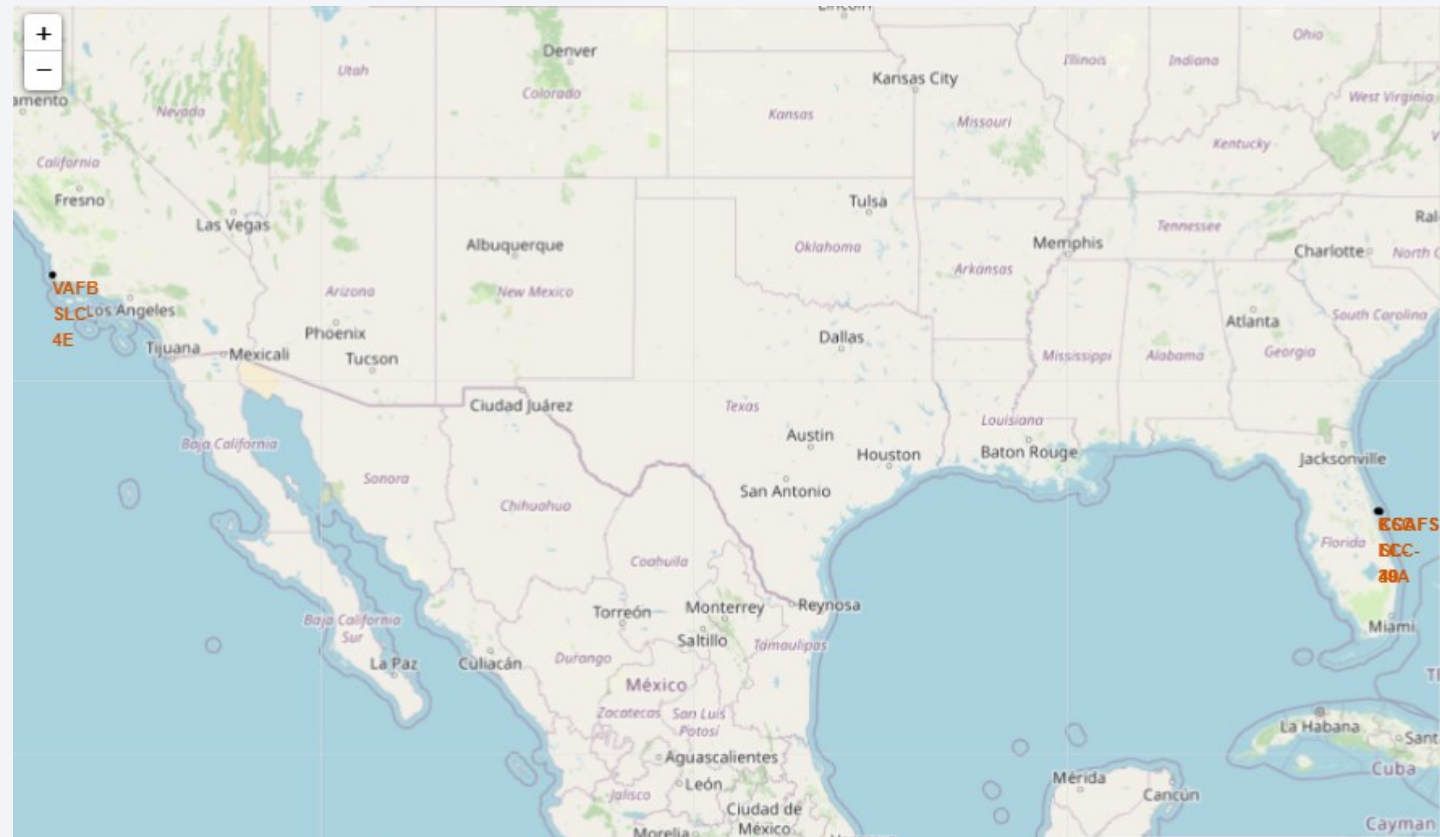 +
Lincoln
−
Denver
Ohio
Utah
Illinois
Indiana
Kansas City
Colorado
amento
West Virginia
Nevada
Kansas
Missouri
V
Kentucky
California
Fresno
Tulsa
Las Vegas
Ral
Tennessee
Albuquerque
Oklahoma
Memphis
Charlotte
North C
Arkansas
VAFB
SLC-
4E
Arizona
New Mexico
Los Angeles
South Carolina
Phoenix
Atlanta
Dallas
Tijuana
Mexicali
Tucson
Mississippi
Alabama
Georgia
Ciudad Juárez
Texas
Louisiana
Austin
Baja California
Houston
Baton Rouge
Jacksonville
Sonora
San Antonio
Chihuahua
Florida
Coahuila
Torreón
Monterrey
Reynosa
Baja California
Sur
Saltillo
Tamaulipas
Miami
La Paz
Culiacán
Durango
México
Zacatecas
San Luis
Potosí
La Habana
Sant
Aguascalientes
Cuba
León
Mérida
Jalisco
Cancún
Ciudad de
México
Morelia
Cayman